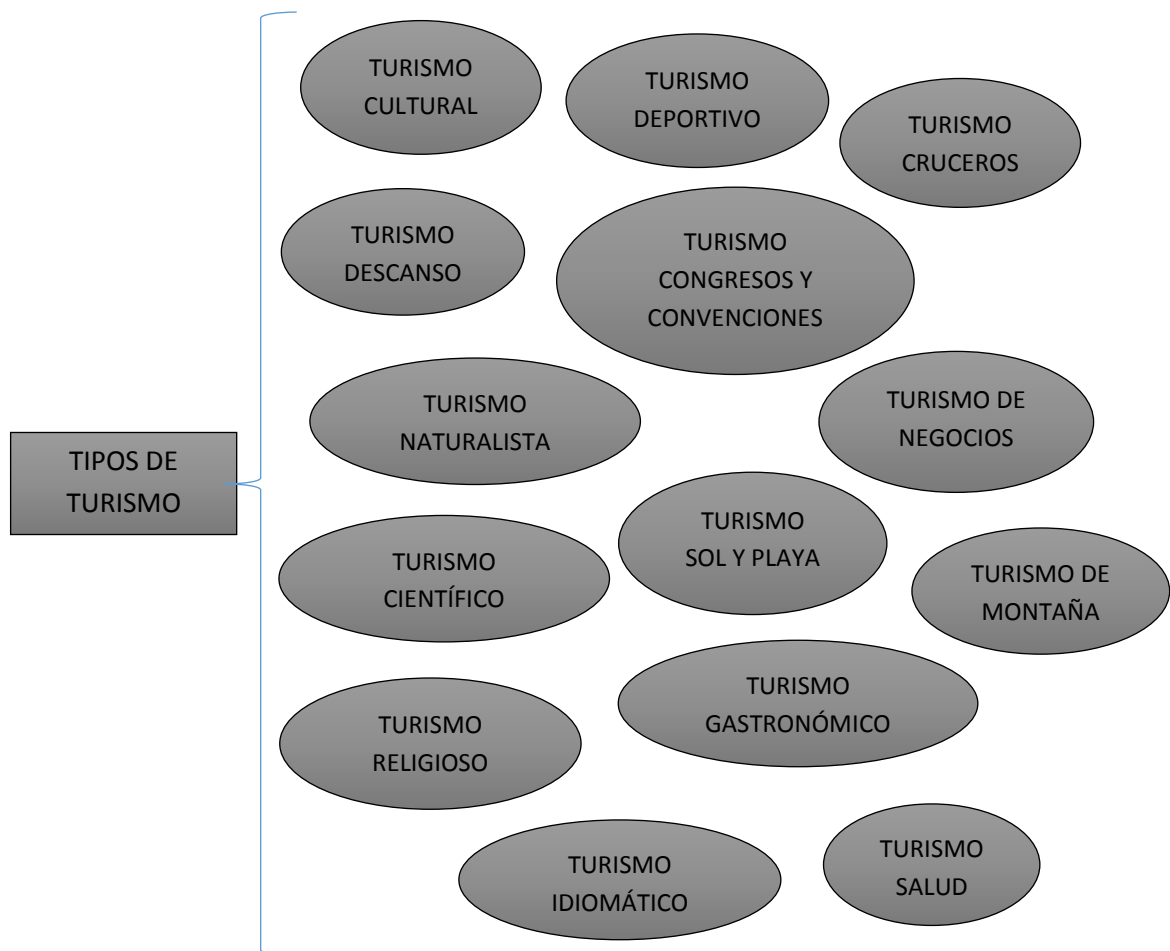 TIPOS DE
TURISMO
TURISMO
CULTURAL
TURISMO
DEPORTIVO
TURISMO
CRUCEROS
TURISMO
DESCANSO
TURISMO
CONGRESOS Y
CONVENCIONES
TURISMO
NATURALISTA
TURISMO DE
NEGOCIOS
TURISMO
SOL Y PLAYA
TURISMO
CIENTÍFICO
TURISMO DE
MONTAÑA
TURISMO
RELIGIOSO
TURISMO
GASTRONÓMICO
TURISMO
IDIOMÁTICO
TURISMO
SALUD